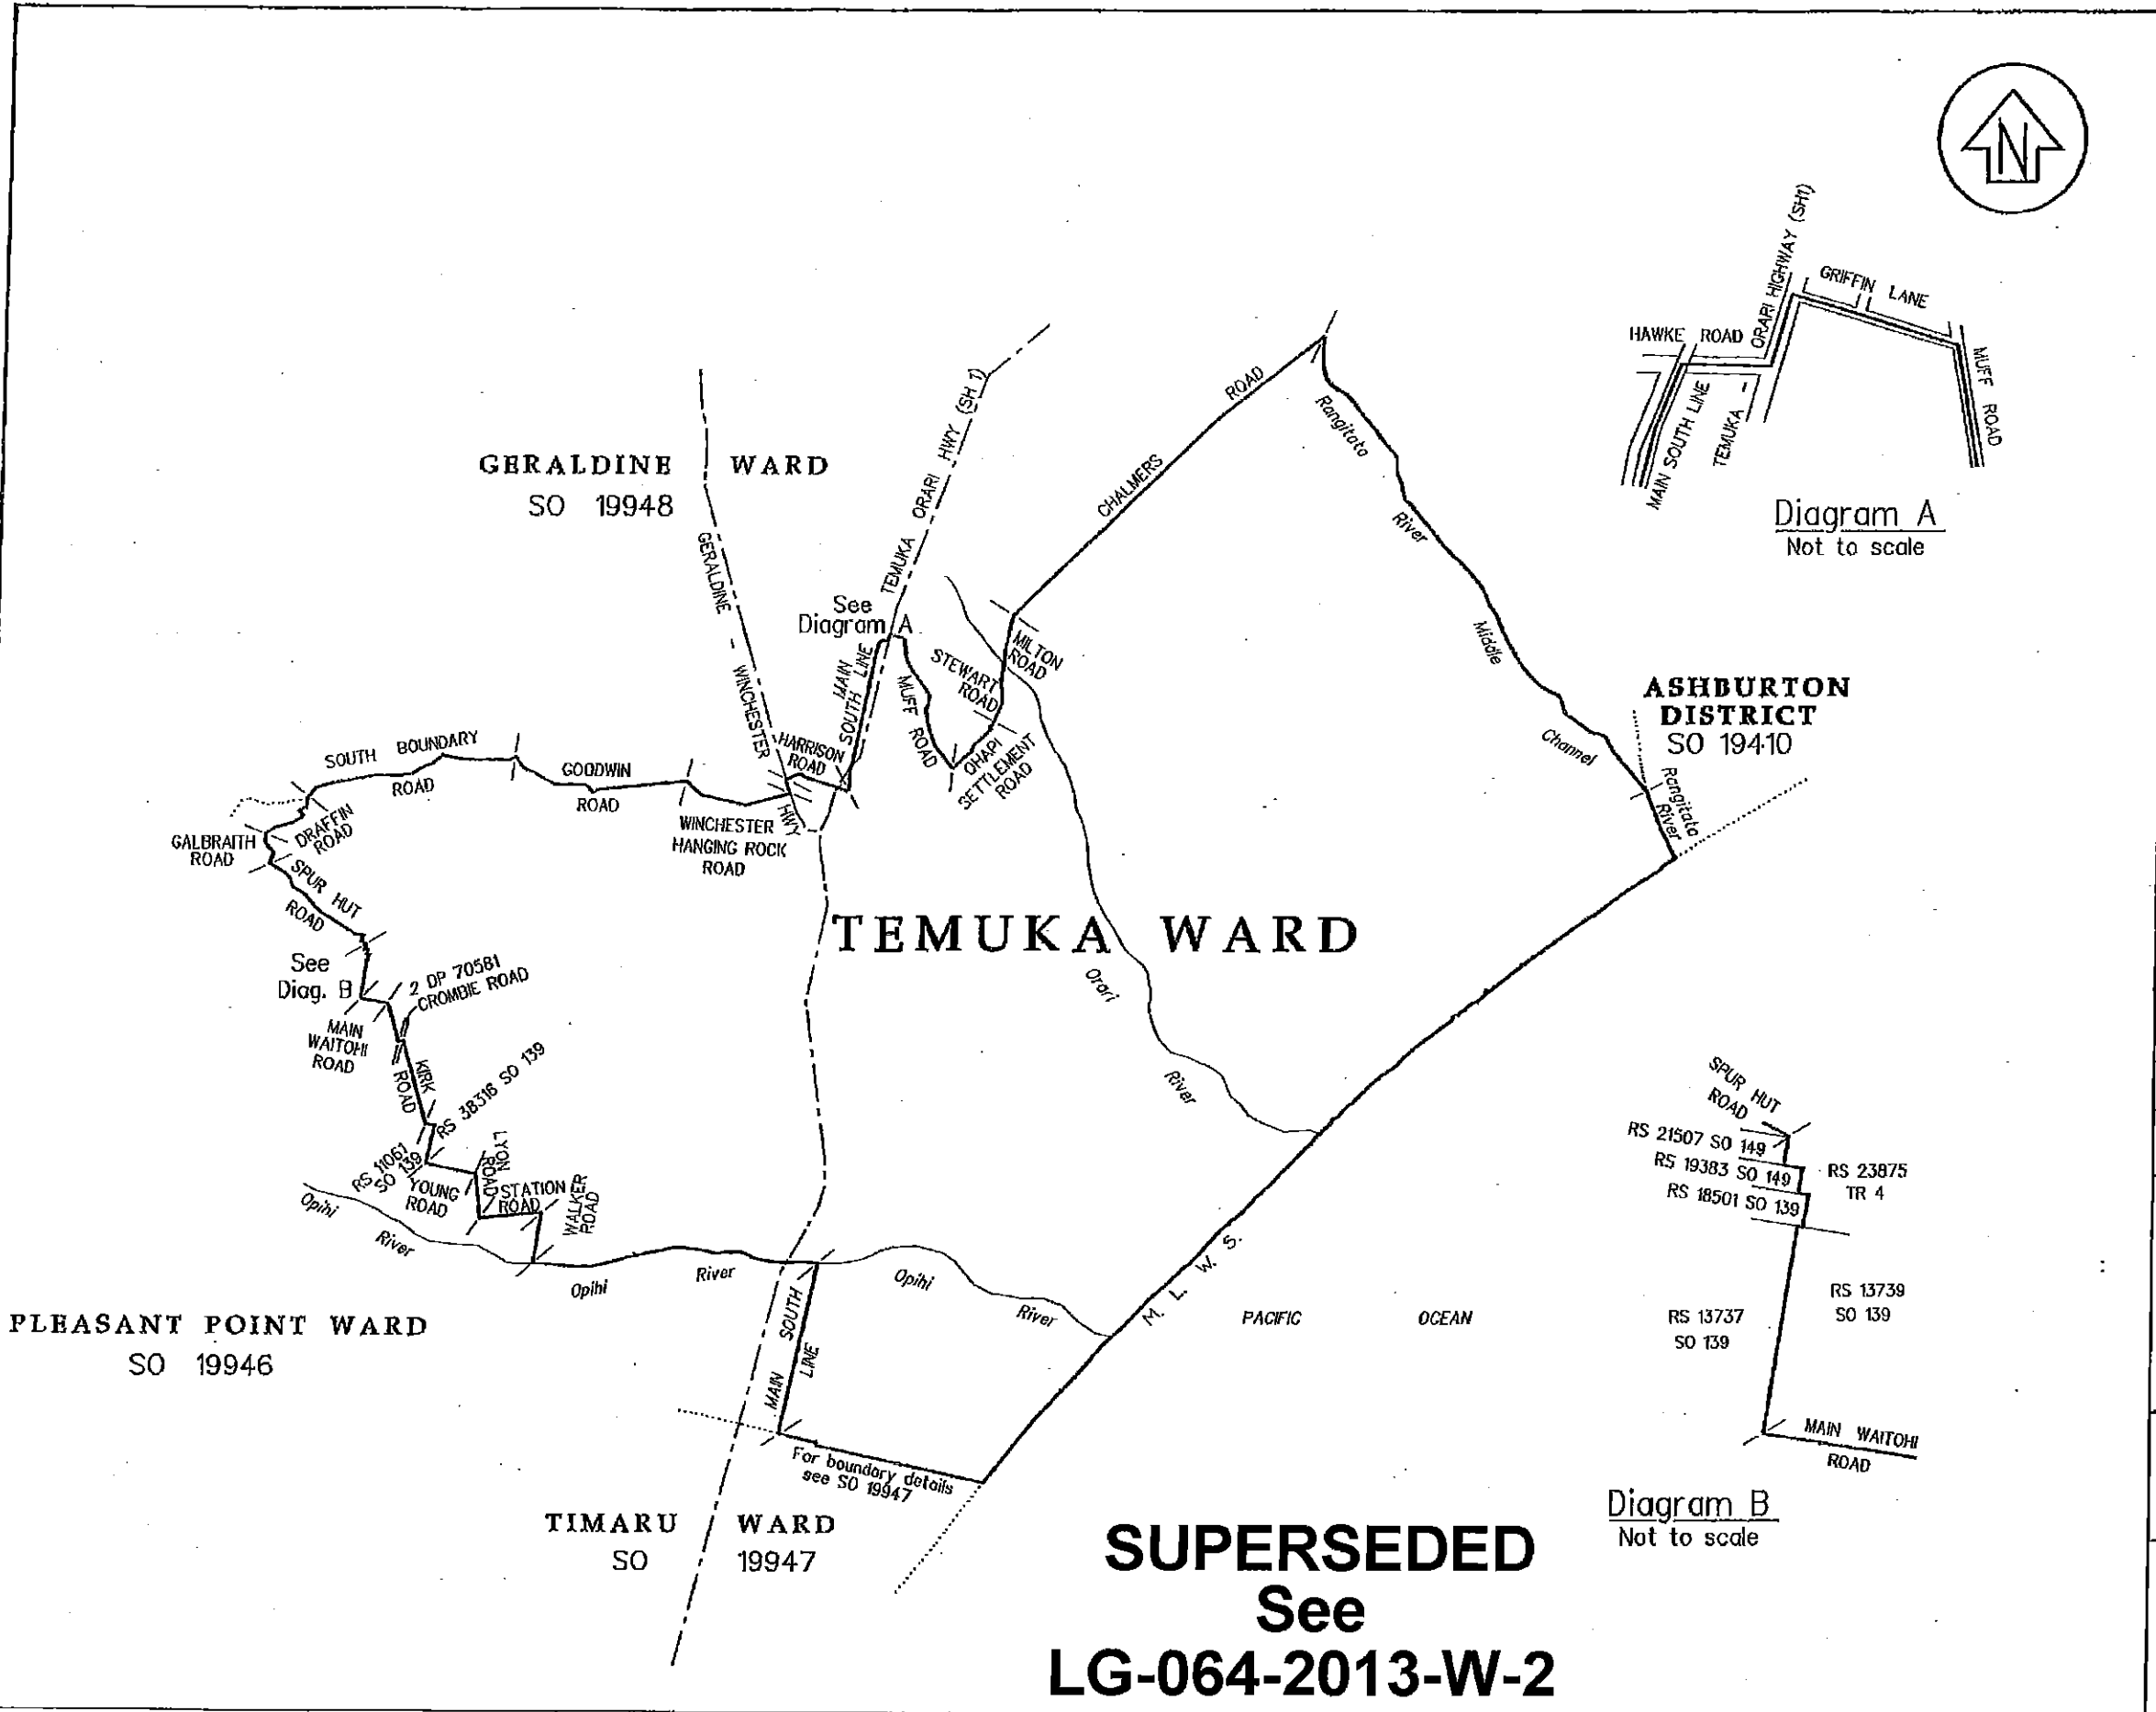 N
HAWKE ROAD
ORARI HIGHWAY (SH1)
GRIFFIN LANE
MUFF ROAD
MAIN SOUTH LINE
TEMUKA -
Diagram A
Not to scale
GERALDINE WARD
SO 19948
GERALDINE - WINCHESTER HWY
TEMUKA ORARI HWY (SH 1)
CHALMERS ROAD
Rangitata River Middle Channel
See
Diagram A
MAIN
SOUTH LINE
MUFF ROAD
STEWART
ROAD
MILTON
ROAD
OHAPI
SETTLEMENT
ROAD
HARRISON
ROAD
ASHBURTON
DISTRICT
SO 19410
Rangitata
River
SOUTH BOUNDARY
ROAD
GOODWIN
ROAD
WINCHESTER
HANGING ROCK
ROAD
DRAFFIN
ROAD
GALBRAITH
ROAD
SPUR HUT
ROAD
TEMUKA WARD
Orari
River
See
Diag. B
2 DP 70581
CROMBIE ROAD
MAIN
WAITOHI
ROAD
KIRK
ROAD
RS 38316 SO 139
RS 11061
SO 139
YOUNG
ROAD
LYON
ROAD
STATION
ROAD
WALKER
ROAD
Opihi
River
Opihi
River
Opihi
River
M. L. W. S.
PACIFIC OCEAN
MAIN SOUTH
LINE
For boundary details
see SO 19947
PLEASANT POINT WARD
SO 19946
TIMARU WARD
SO 19947
SPUR HUT
ROAD
RS 21507 SO 149
RS 19383 SO 149
RS 18501 SO 139
RS 23875
TR 4
RS 13739
SO 139
RS 13737
SO 139
MAIN WAITOHI
ROAD
Diagram B
Not to scale
SUPERSEDED
See
LG-064-2013-W-2